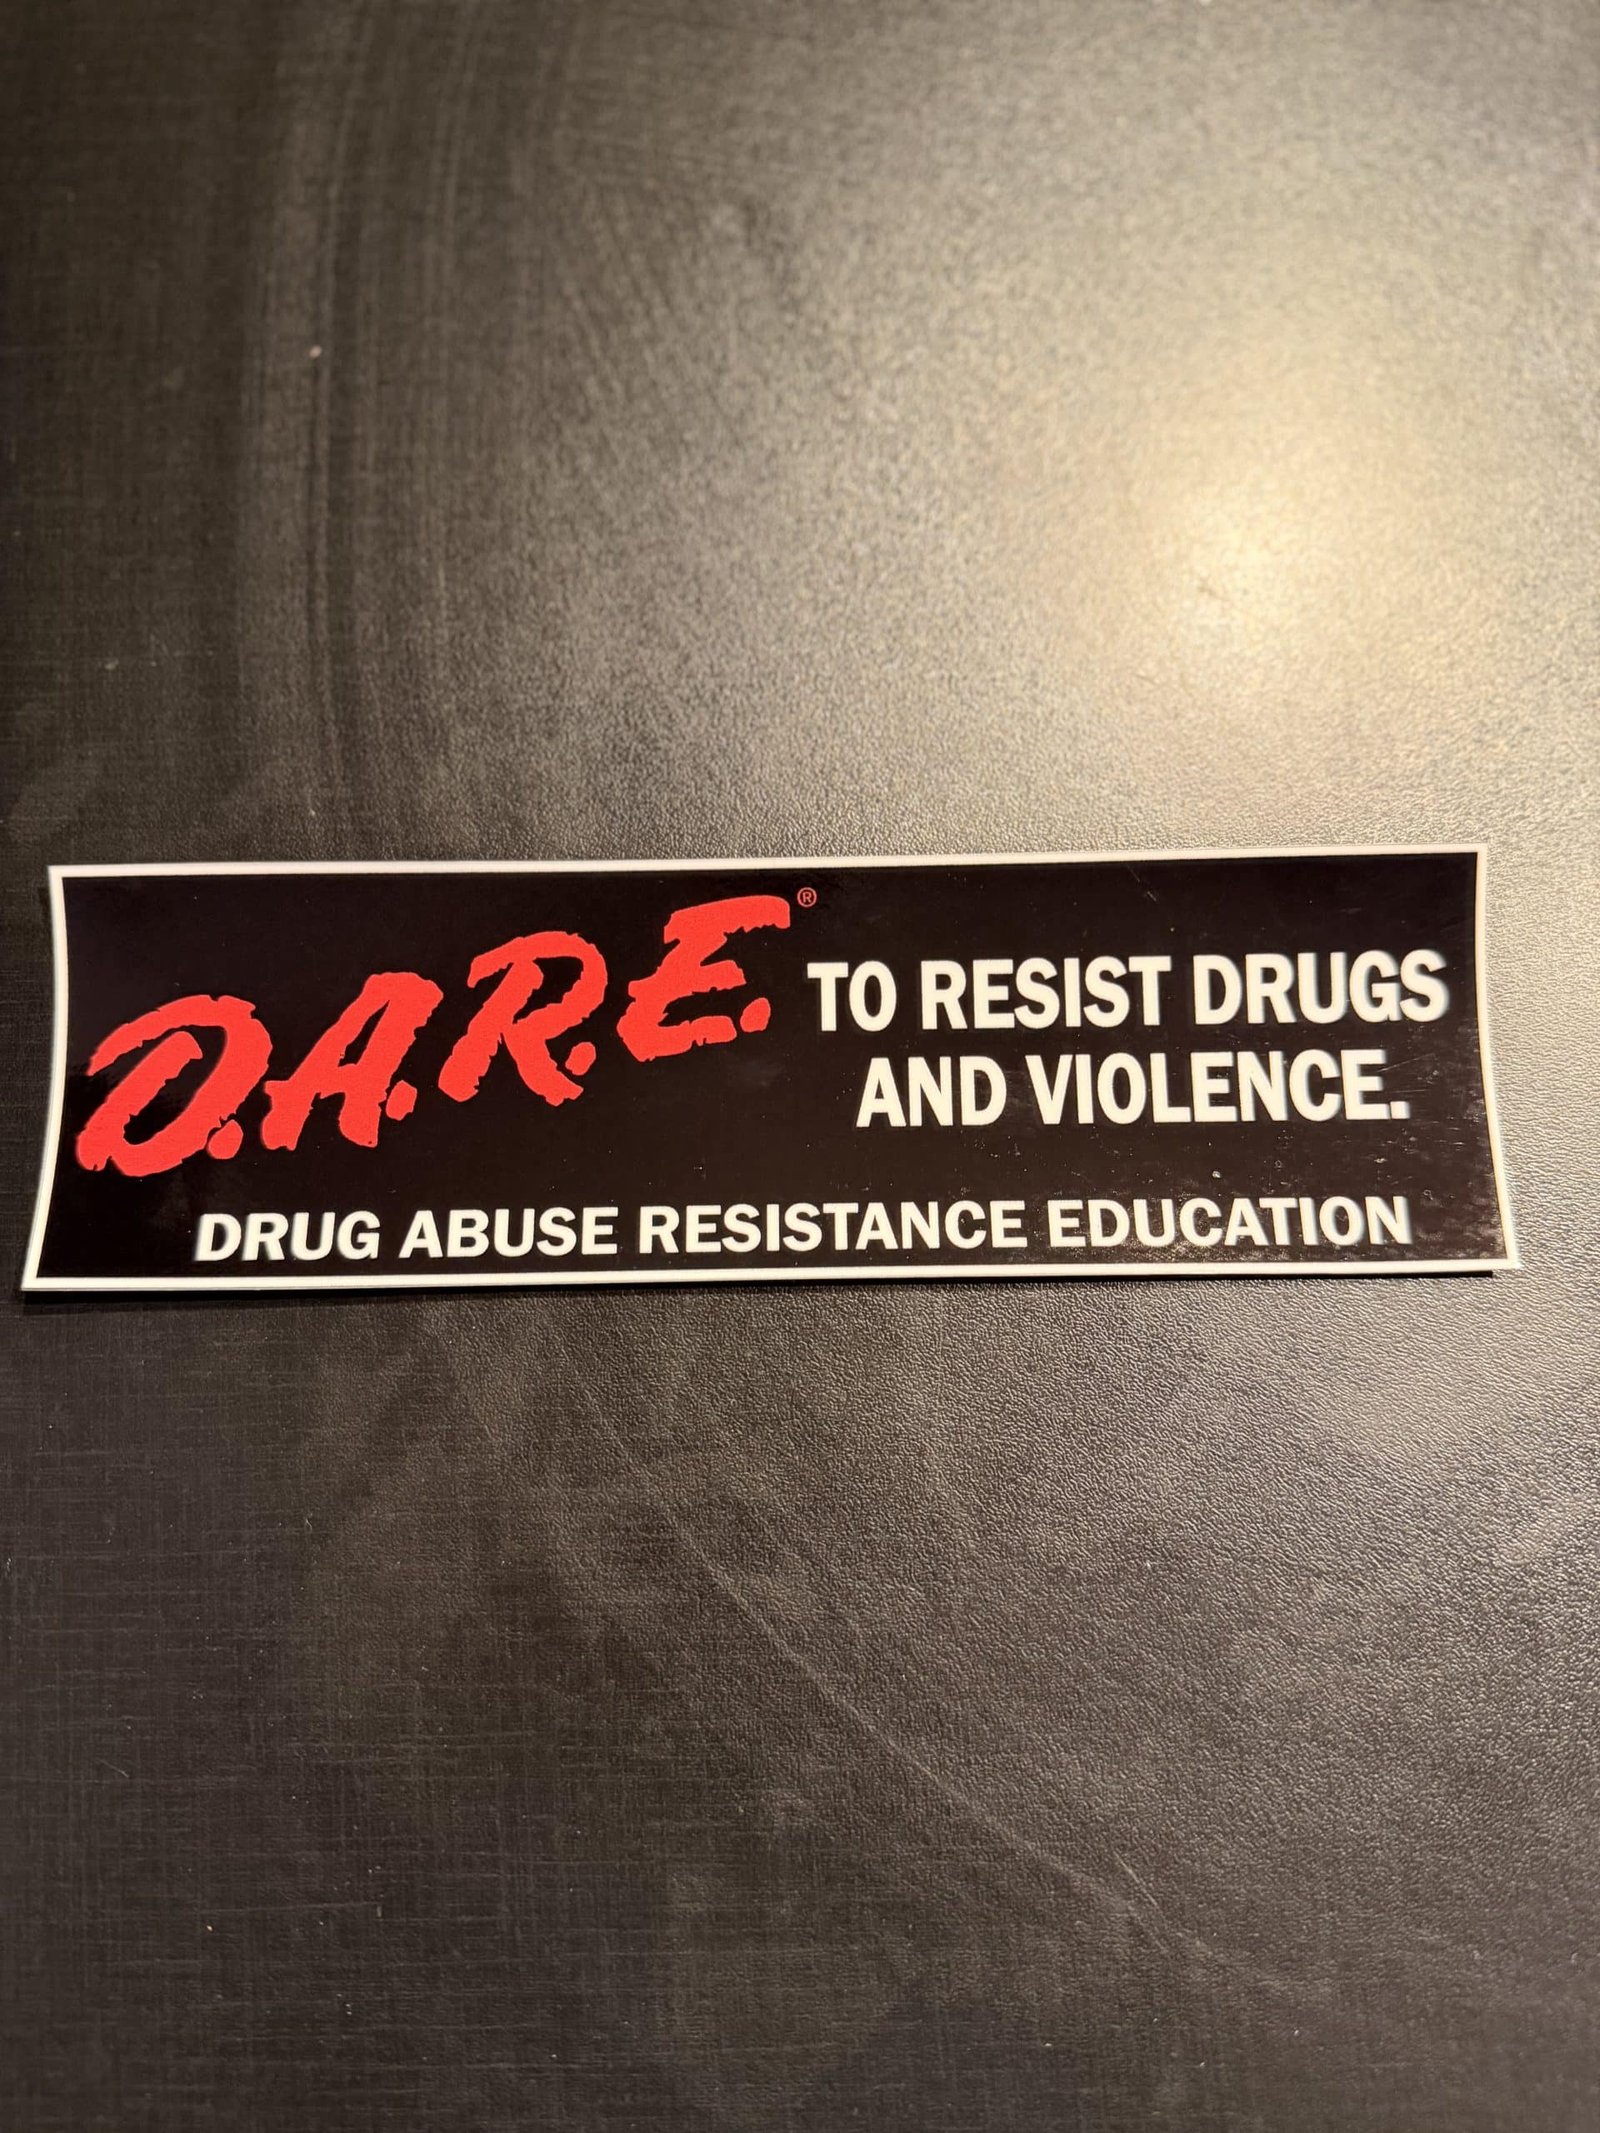 D.A.R.E.® TO RESIST DRUGS
AND VIOLENCE.
DRUG ABUSE RESISTANCE EDUCATION